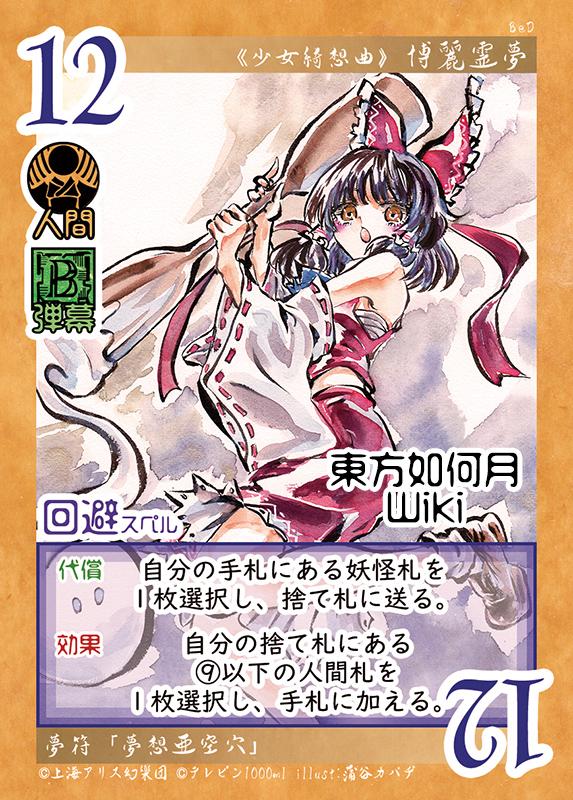 BeD
《少女綺想曲》 博麗霊夢
12
人間
B
弾幕
東方如何月
Wiki
回避スペル
代償 自分の手札にある妖怪札を
1枚選択し、捨て札に送る。
効果 自分の捨て札にある
⑨以下の人間札を
1枚選択し、手札に加える。
12
夢符「夢想亜空穴」
©上海アリス幻樂団 ©テレピン1000ml illust:蒲谷カバヂ